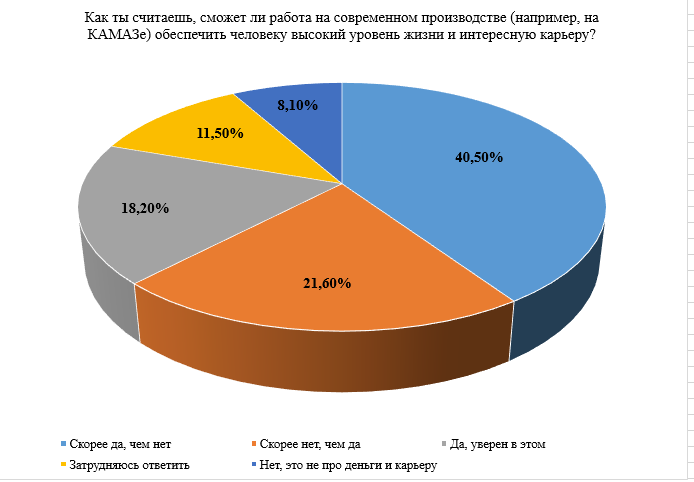 Как ты считаешь, сможет ли работа на современном производстве (например, на
КАМАЗе) обеспечить человеку высокий уровень жизни и интересную карьеру?
8,10%
11,50%
40,50%
18,20%
21,60%
Скорее да, чем нет
Скорее нет, чем да
Да, уверен в этом
Затрудняюсь ответить
Нет, это не про деньги и карьеру